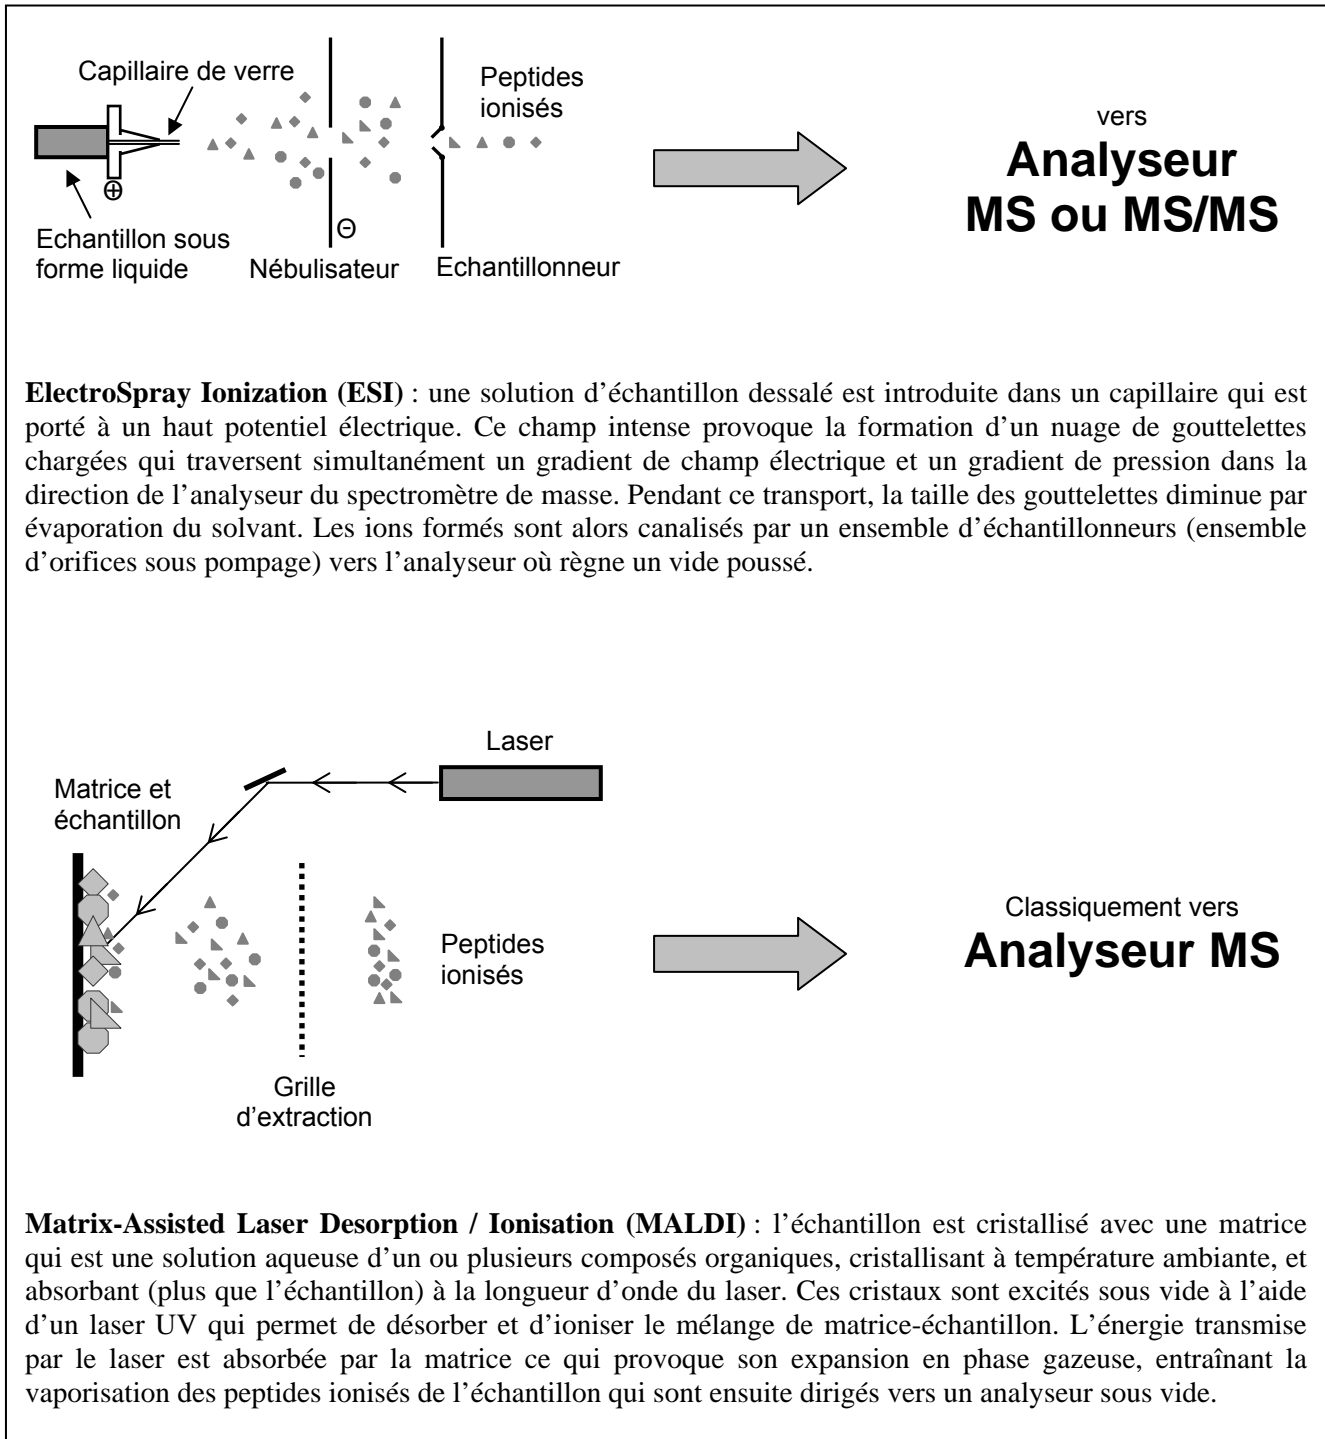 Capillaire de verre
Peptides
ionisés
vers
Analyseur
MS ou MS/MS
⊕
Echantillon sous
forme liquide
Θ
Nébulisateur
Echantillonneur
ElectroSpray Ionization (ESI) : une solution d’échantillon dessalé est introduite dans un capillaire qui est
porté à un haut potentiel électrique. Ce champ intense provoque la formation d’un nuage de gouttelettes
chargées qui traversent simultanément un gradient de champ électrique et un gradient de pression dans la
direction de l’analyseur du spectromètre de masse. Pendant ce transport, la taille des gouttelettes diminue par
évaporation du solvant. Les ions formés sont alors canalisés par un ensemble d’échantillonneurs (ensemble
d’orifices sous pompage) vers l’analyseur où règne un vide poussé.
Laser
Matrice et
échantillon
Peptides
ionisés
Classiquement vers
Analyseur MS
Grille
d’extraction
Matrix-Assisted Laser Desorption / Ionisation (MALDI) : l’échantillon est cristallisé avec une matrice
qui est une solution aqueuse d’un ou plusieurs composés organiques, cristallisant à température ambiante, et
absorbant (plus que l’échantillon) à la longueur d’onde du laser. Ces cristaux sont excités sous vide à l’aide
d’un laser UV qui permet de désorber et d’ioniser le mélange de matrice-échantillon. L’énergie transmise
par le laser est absorbée par la matrice ce qui provoque son expansion en phase gazeuse, entraînant la
vaporisation des peptides ionisés de l’échantillon qui sont ensuite dirigés vers un analyseur sous vide.